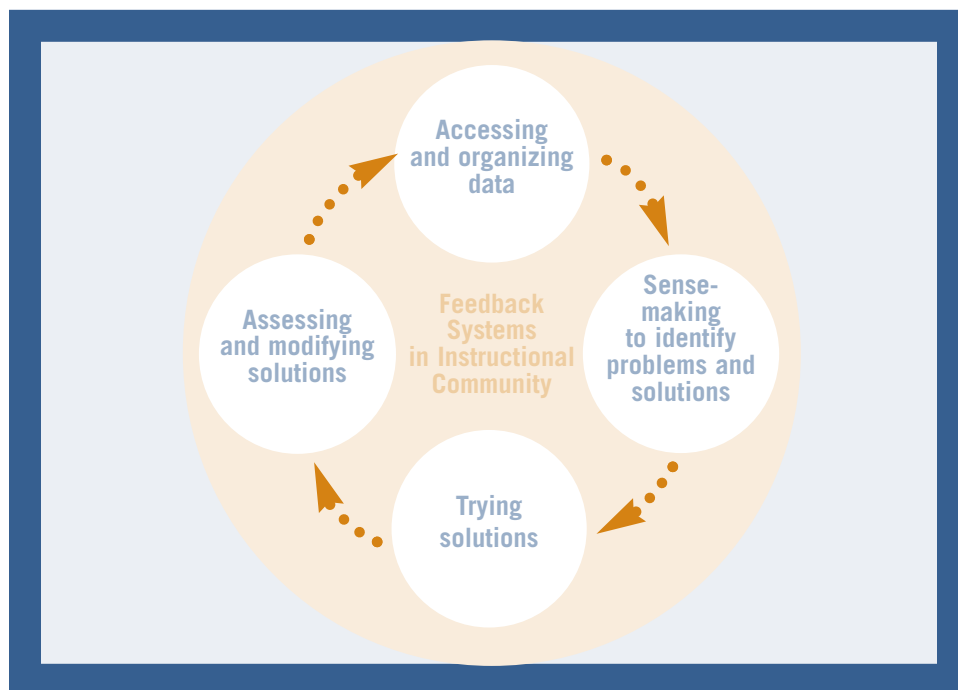 Accessing
and organizing
data
Sense-
making
to identify
problems and
solutions
Feedback
Systems
in Instructional
Community
Assessing
and modifying
solutions
Trying
solutions